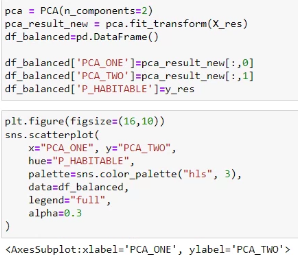 pca = PCA(n_components=2)
pca_result_new = pca.fit_transform(X_res)
df_balanced=pd.DataFrame()
df_balanced['PCA_ONE']=pca_result_new[:,0]
df_balanced['PCA_TWO']=pca_result_new[:,1]
df_balanced['P_HABITABLE']=y_res
plt.figure(figsize=(16,10))
sns.scatterplot(
x="PCA_ONE", y="PCA_TWO",
hue="P_HABITABLE",
palette=sns.color_palette("hls", 3),
data=df_balanced,
legend="full",
alpha=0.3
)
<AxesSubplot:xlabel='PCA_ONE', ylabel='PCA_TWO'>